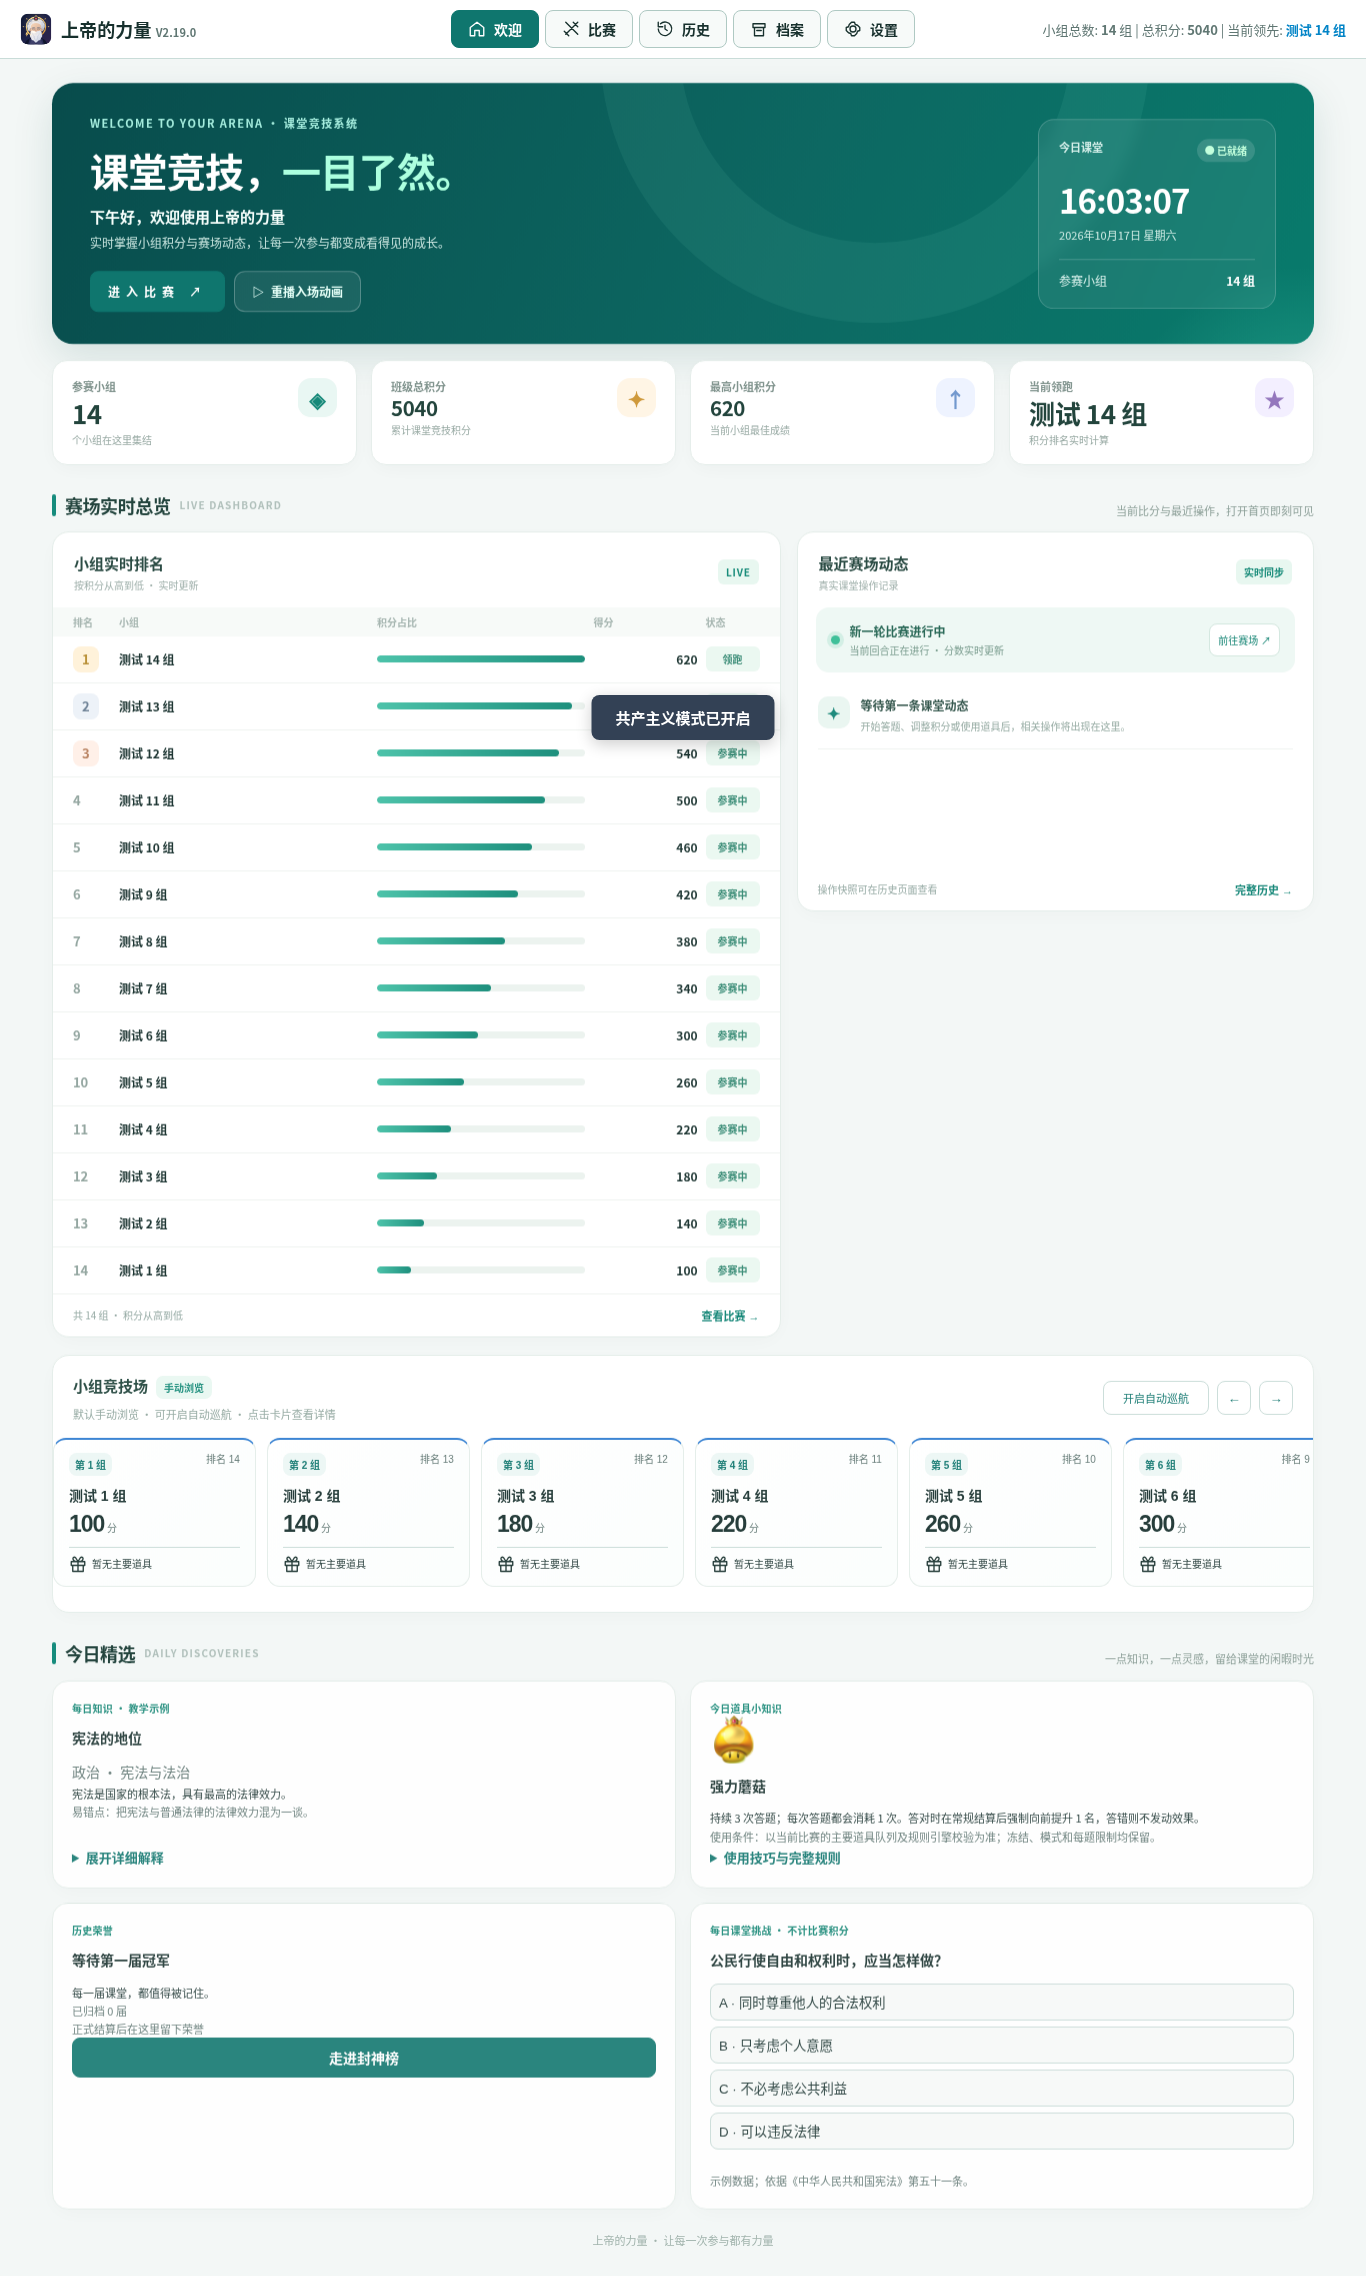 上帝的力量 V2.19.0
欢迎
比赛
历史
档案
设置
小组总数: 14 组 | 总积分: 5040 | 当前领先: 测试 14 组
WELCOME TO YOUR ARENA · 课堂竞技系统
课堂竞技，一目了然。
下午好，欢迎使用上帝的力量
实时掌握小组积分与赛场动态，让每一次参与都变成看得见的成长。
进入比赛 ↗
▷ 重播入场动画
今日课堂
已就绪
16:03:07
2026年10月17日 星期六
参赛小组 14 组
参赛小组
14
个小组在这里集结
班级总积分
5040
累计课堂竞技积分
最高小组积分
620
当前小组最佳成绩
当前领跑
测试 14 组
积分排名实时计算
赛场实时总览 LIVE DASHBOARD
当前比分与最近操作，打开首页即刻可见
小组实时排名
按积分从高到低 · 实时更新
LIVE
排名 小组 积分占比 得分 状态
1 测试 14 组 620 领跑
2 测试 13 组
共产主义模式已开启
3 测试 12 组 540 参赛中
4 测试 11 组 500 参赛中
5 测试 10 组 460 参赛中
6 测试 9 组 420 参赛中
7 测试 8 组 380 参赛中
8 测试 7 组 340 参赛中
9 测试 6 组 300 参赛中
10 测试 5 组 260 参赛中
11 测试 4 组 220 参赛中
12 测试 3 组 180 参赛中
13 测试 2 组 140 参赛中
14 测试 1 组 100 参赛中
共 14 组 · 积分从高到低
查看比赛 →
最近赛场动态
真实课堂操作记录
实时同步
新一轮比赛进行中
当前回合正在进行 · 分数实时更新
前往赛场 ↗
等待第一条课堂动态
开始答题、调整积分或使用道具后，相关操作将出现在这里。
操作快照可在历史页面查看
完整历史 →
小组竞技场 手动浏览
默认手动浏览 · 可开启自动巡航 · 点击卡片查看详情
开启自动巡航 ← →
第 1 组 排名 14
测试 1 组
100 分
暂无主要道具
第 2 组 排名 13
测试 2 组
140 分
暂无主要道具
第 3 组 排名 12
测试 3 组
180 分
暂无主要道具
第 4 组 排名 11
测试 4 组
220 分
暂无主要道具
第 5 组 排名 10
测试 5 组
260 分
暂无主要道具
第 6 组 排名 9
测试 6 组
300 分
暂无主要道具
今日精选 DAILY DISCOVERIES
一点知识，一点灵感，留给课堂的闲暇时光
每日知识 · 教学示例
宪法的地位
政治 · 宪法与法治
宪法是国家的根本法，具有最高的法律效力。
易错点：把宪法与普通法律的法律效力混为一谈。
▶ 展开详细解释
今日道具小知识
强力蘑菇
持续 3 次答题；每次答题都会消耗 1 次。答对时在常规结算后强制向前提升 1 名，答错则不发动效果。
使用条件：以当前比赛的主要道具队列及规则引擎校验为准；冻结、模式和每题限制均保留。
▶ 使用技巧与完整规则
历史荣誉
等待第一届冠军
每一届课堂，都值得被记住。
已归档 0 届
正式结算后在这里留下荣誉
走进封神榜
每日课堂挑战 · 不计比赛积分
公民行使自由和权利时，应当怎样做？
A · 同时尊重他人的合法权利
B · 只考虑个人意愿
C · 不必考虑公共利益
D · 可以违反法律
示例数据；依据《中华人民共和国宪法》第五十一条。
上帝的力量 · 让每一次参与都有力量